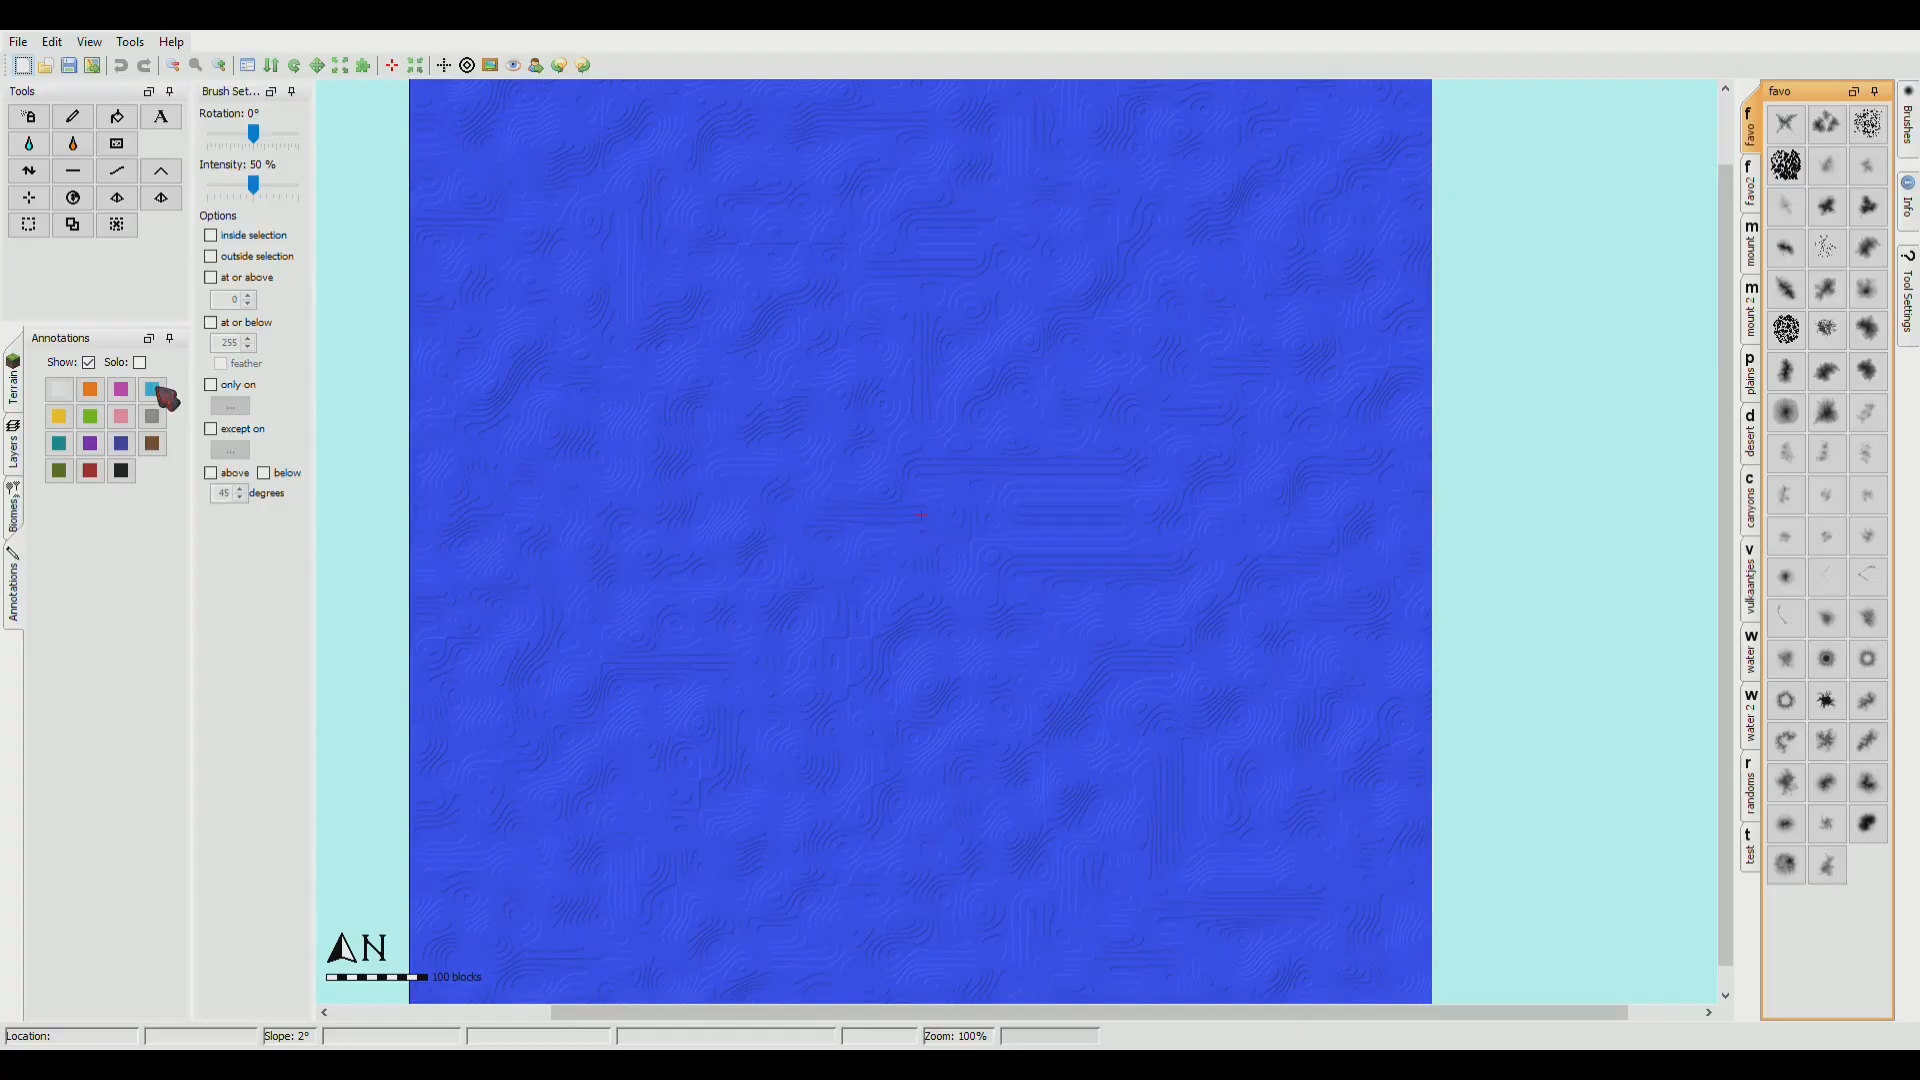 File Edit View Tools Help
Tools
Brush Set...
favo
Rotation: 0°
Intensity: 50 %
Options
inside selection
outside selection
at or above
0
at or below
255
feather
only on
...
except on
...
above below
45 degrees
Annotations
Show: Solo:
Terrain
Layers
Biomes
Annotations
A
N
100 blocks
f favo
f favo2
m mount
m mount 2
p plains
d desert
c canyons
v vulkaantjes
w water
w water 2
r randoms
t test
Brushes
Info
? Tool Settings
Location:
Slope: 2°
Zoom: 100%